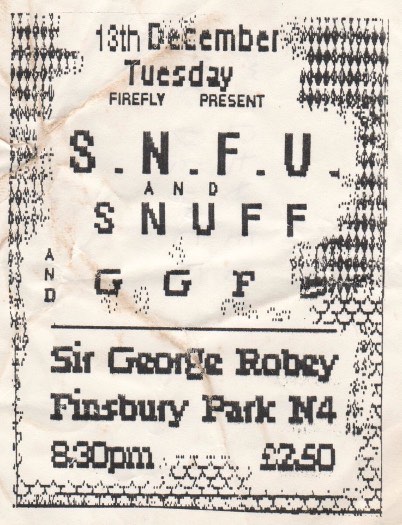 13th December
Tuesday
FIREFLY PRESENT
S.N.F.U.
AND
SNUFF
AND
G G F
Sir George Robey
Finsbury Park N4
8.30pm £2.50